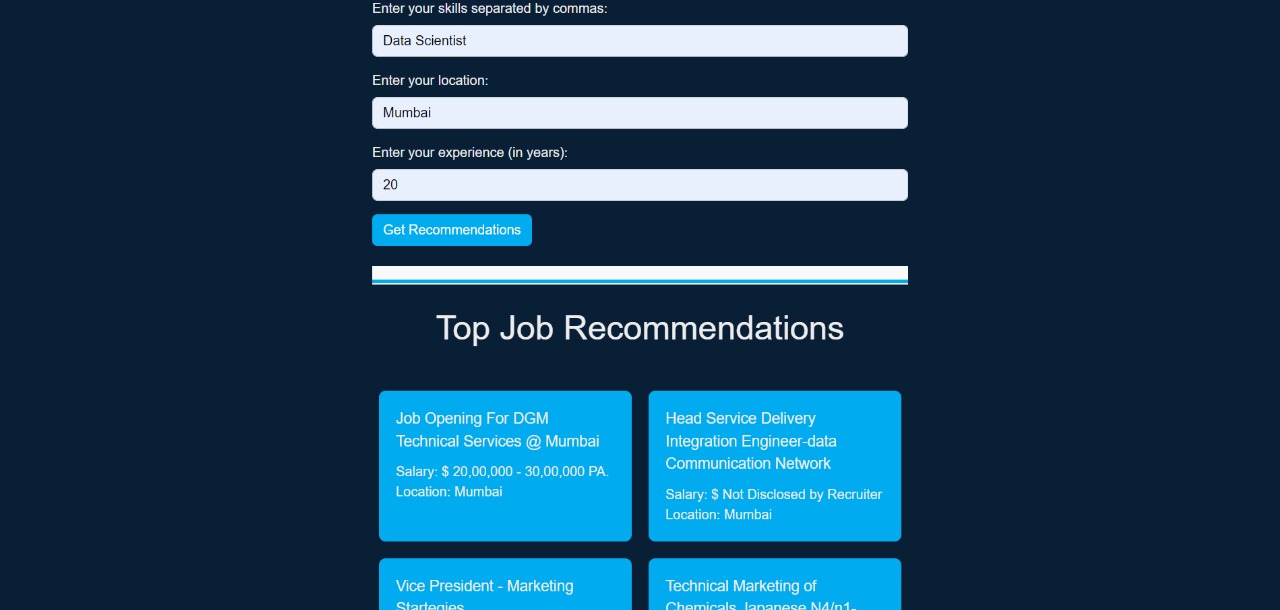 Enter your skills separated by commas:
Data Scientist
Enter your location:
Mumbai
Enter your experience (in years):
20
Get Recommendations
Top Job Recommendations
Job Opening For DGM
Technical Services @ Mumbai
Salary: $ 20,00,000 - 30,00,000 PA.
Location: Mumbai
Head Service Delivery
Integration Engineer-data
Communication Network
Salary: $ Not Disclosed by Recruiter
Location: Mumbai
Vice President - Marketing
Startegies
Technical Marketing of
Chemicals Japanese N4/n1-